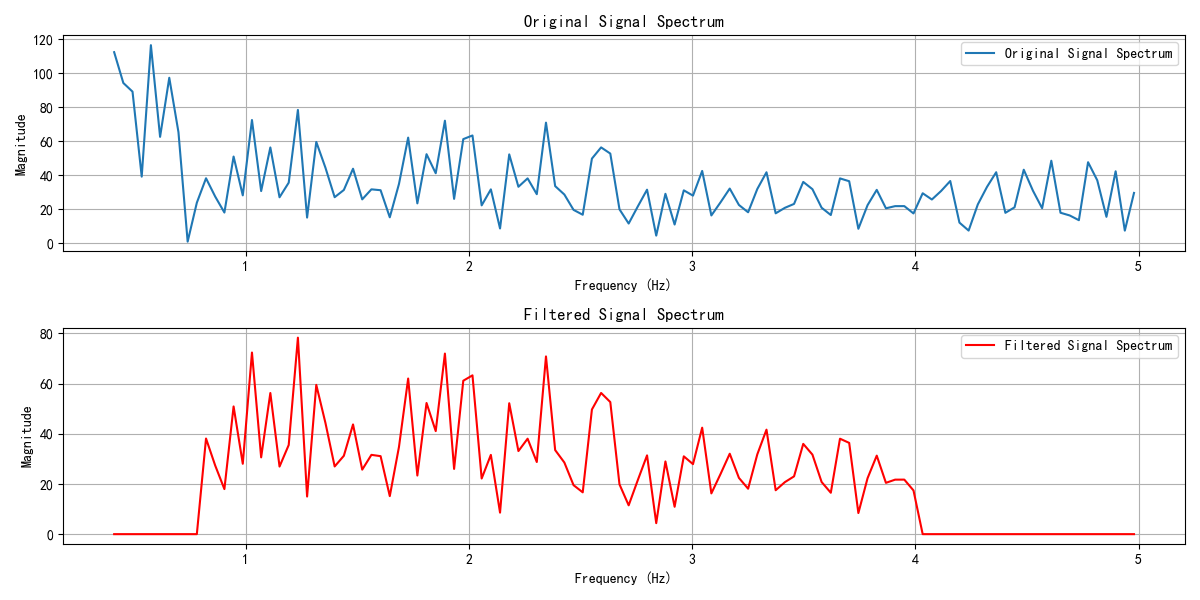 Original Signal Spectrum
120
100
80
60
40
20
0
Magnitude
Original Signal Spectrum
1 2 3 4 5
Frequency (Hz)
Filtered Signal Spectrum
80
60
40
20
0
Magnitude
Filtered Signal Spectrum
1 2 3 4 5
Frequency (Hz)